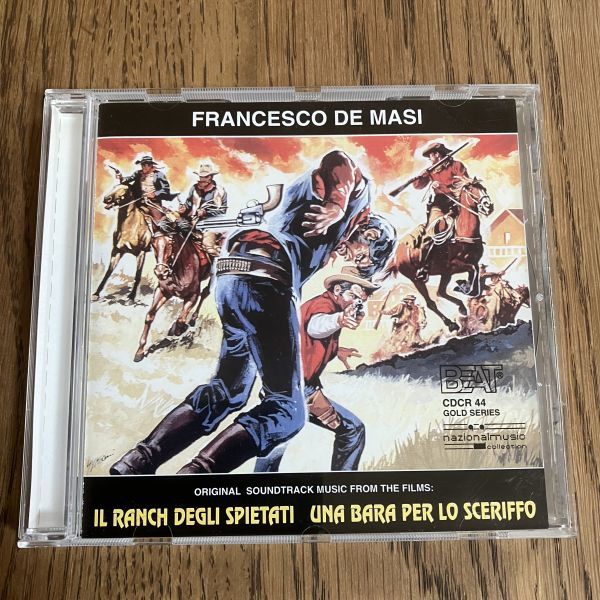 FRANCESCO DE MASI
BEAT®
CDCR 44
GOLD SERIES
nazionalmusic
collection
ORIGINAL SOUNDTRACK MUSIC FROM THE FILMS:
IL RANCH DEGLI SPIETATI UNA BARA PER LO SCERIFFO